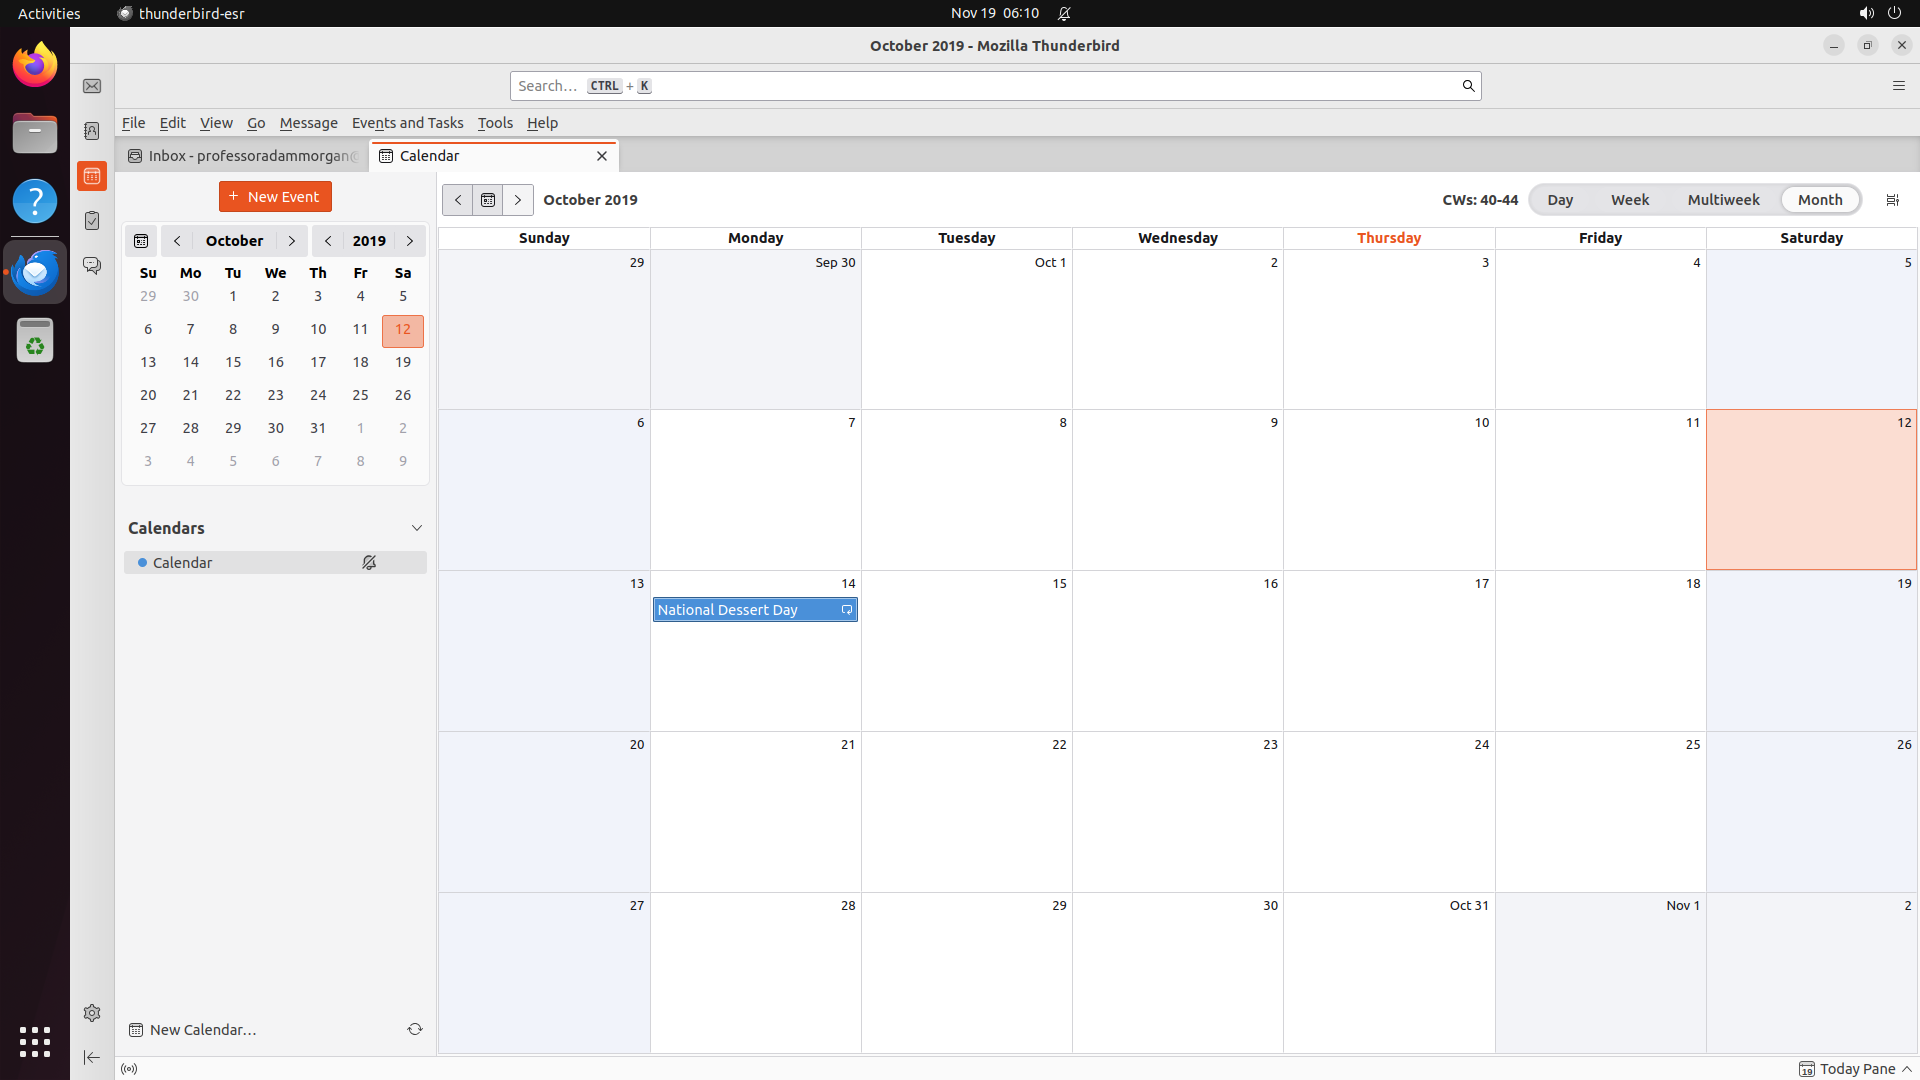 Activities thunderbird-esr Nov 19 06:10
October 2019 - Mozilla Thunderbird
Search… CTRL + K
File Edit View Go Message Events and Tasks Tools Help
Inbox - professoradammorgan@ Calendar
+ New Event
October 2019 CWs: 40-44 Day Week Multiweek Month
October 2019
Su Mo Tu We Th Fr Sa
29 30 1 2 3 4 5
6 7 8 9 10 11 12
13 14 15 16 17 18 19
20 21 22 23 24 25 26
27 28 29 30 31 1 2
3 4 5 6 7 8 9
Calendars
Calendar
New Calendar…
Sunday Monday Tuesday Wednesday Thursday Friday Saturday
29 Sep 30 Oct 1 2 3 4 5
6 7 8 9 10 11 12
13 14 15 16 17 18 19
National Dessert Day
20 21 22 23 24 25 26
27 28 29 30 Oct 31 Nov 1 2
19 Today Pane